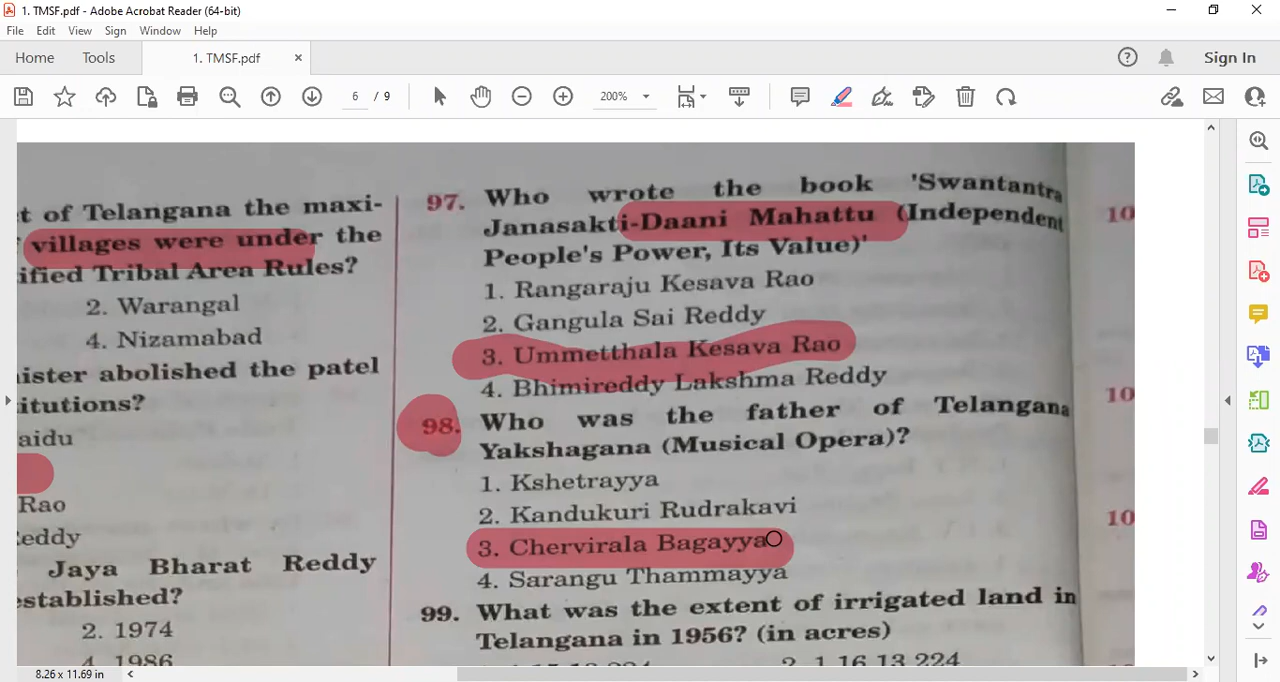 1. TMSF.pdf - Adobe Acrobat Reader (64-bit)
File Edit View Sign Window Help
Home Tools 1. TMSF.pdf × Sign In
6 / 9 200%
t of Telangana the maxi-
villages were under the
ified Tribal Area Rules?
2. Warangal
4. Nizamabad
ister abolished the patel
itutions?
aidu
Rao
eddy
Jaya Bharat Reddy
established?
2. 1974
4. 1986
97. Who wrote the book 'Swantantra
Janasakti-Daani Mahattu (Independent
People's Power, Its Value)'
1. Rangaraju Kesava Rao
2. Gangula Sai Reddy
3. Ummetthala Kesava Rao
4. Bhimireddy Lakshma Reddy
98. Who was the father of Telangana
Yakshagana (Musical Opera)?
1. Kshetrayya
2. Kandukuri Rudrakavi
3. Chervirala Bagayya
4. Sarangu Thammayya
99. What was the extent of irrigated land in
Telangana in 1956? (in acres)
2. 1,16,13,224
10
10
10
8.26 x 11.69 in